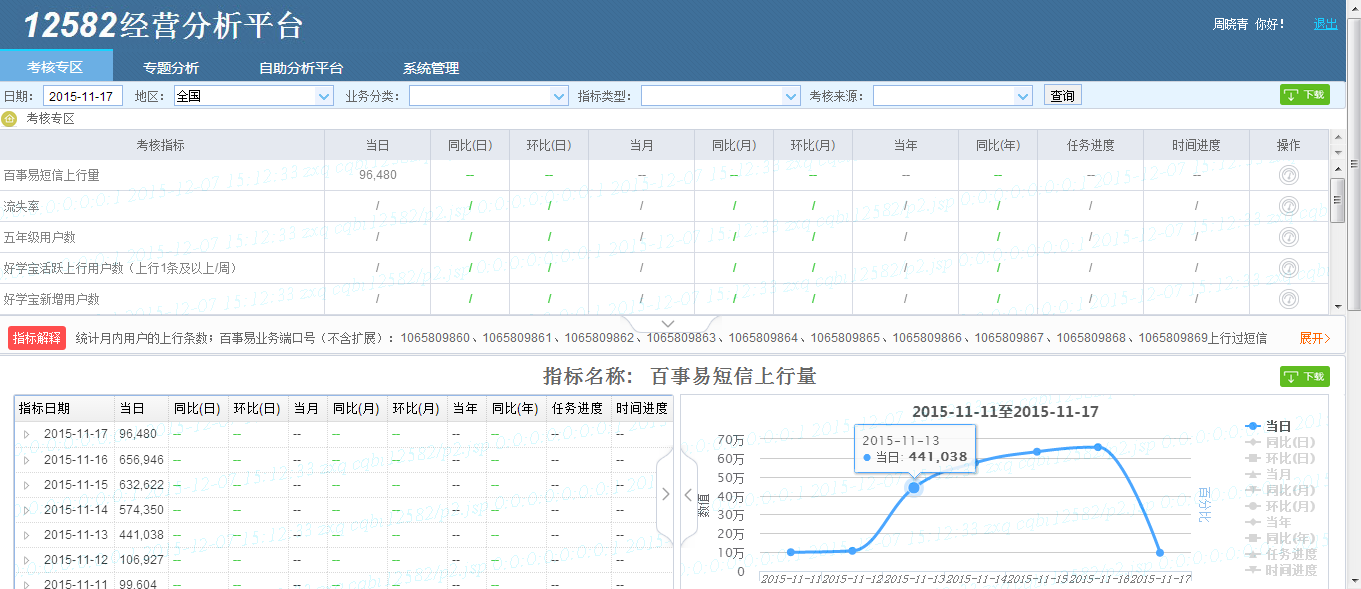 12582经营分析平台
周晓青 你好！ 退出
考核专区 专题分析 自助分析平台 系统管理
日期： 2015-11-17 地区： 全国 业务分类： 指标类型： 考核来源： 查询 下载
考核专区
考核指标 当日 同比(日) 环比(日) 当月 同比(月) 环比(月) 当年 同比(年) 任务进度 时间进度 操作
百事易短信上行量 96,480 -- -- -- -- -- -- -- -- --
流失率 / / / / / / / / / /
五年级用户数 / / / / / / / / / /
好学宝活跃上行用户数（上行1条及以上/周） / / / / / / / / / /
好学宝新增用户数 / / / / / / / / / /
指标解释 统计月内用户的上行条数；百事易业务端口号（不含扩展）：1065809860、1065809861、1065809862、1065809863、1065809864、1065809865、1065809866、1065809867、1065809868、1065809869上行过短信 展开
指标名称： 百事易短信上行量 下载
指标日期 当日 同比(日) 环比(日) 当月 同比(月) 环比(月) 当年 同比(年) 任务进度 时间进度
2015-11-17 96,480 -- -- -- -- -- -- -- -- --
2015-11-16 656,946 -- -- -- -- -- -- -- -- --
2015-11-15 632,622 -- -- -- -- -- -- -- -- --
2015-11-14 574,350 -- -- -- -- -- -- -- -- --
2015-11-13 441,038 -- -- -- -- -- -- -- -- --
2015-11-12 106,927 -- -- -- -- -- -- -- -- --
2015-11-11 99,604 -- -- -- -- -- -- -- -- --
2015-11-11至2015-11-17
2015-11-13
当日: 441,038
70万
60万
50万
40万
30万
20万
10万
0
数值
百分比
2015-11-11 2015-11-12 2015-11-13 2015-11-14 2015-11-15 2015-11-16 2015-11-17
当日
同比(日)
环比(日)
当月
同比(月)
环比(月)
当年
同比(年)
任务进度
时间进度
0:0:0:0:0:0:0:1 2015-12-07 15:12:33 zxq cqbi12582/p2.jsp